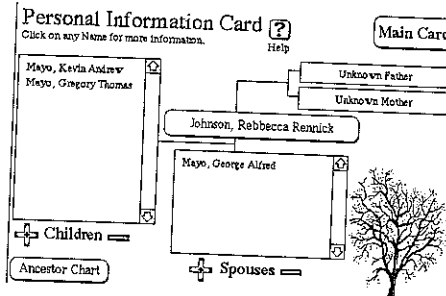 Personal Information Card
?
Help
Main Card
Click on any Name for more information.
Mayo, Kevin Andrew
Mayo, Gregory Thomas
Unknown Father
Unknown Mother
Johnson, Rebbecca Rennick
Mayo, George Alfred
Children
Spouses
Ancestor Chart